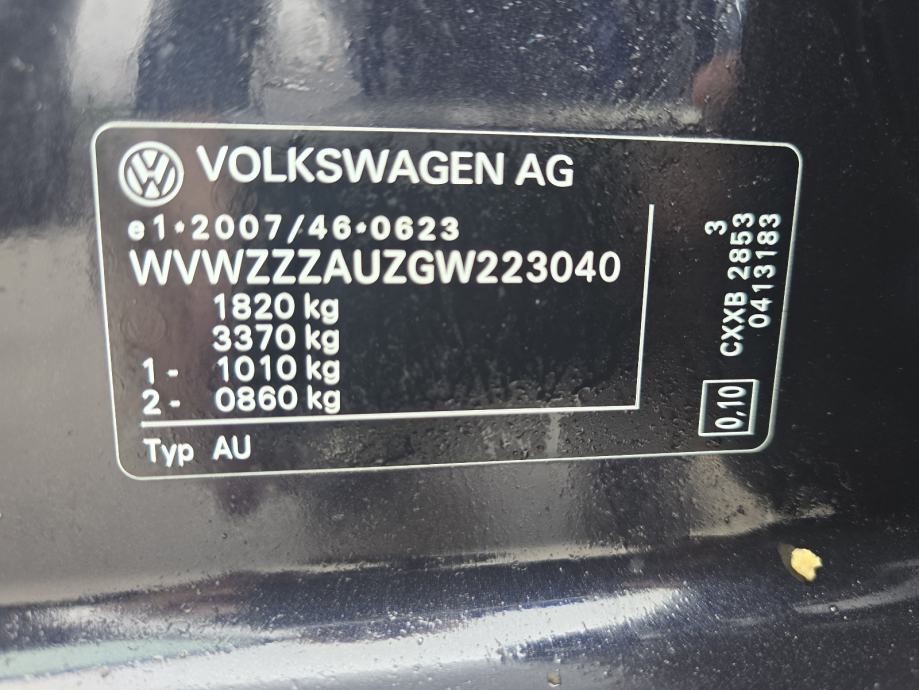 VOLKSWAGEN AG
e1*2007/46*0623
WVWZZZAUZGW223040
1820 kg
3370 kg
1- 1010 kg
2- 0860 kg
Typ AU
3
CXXB 2853
0413183
0,10